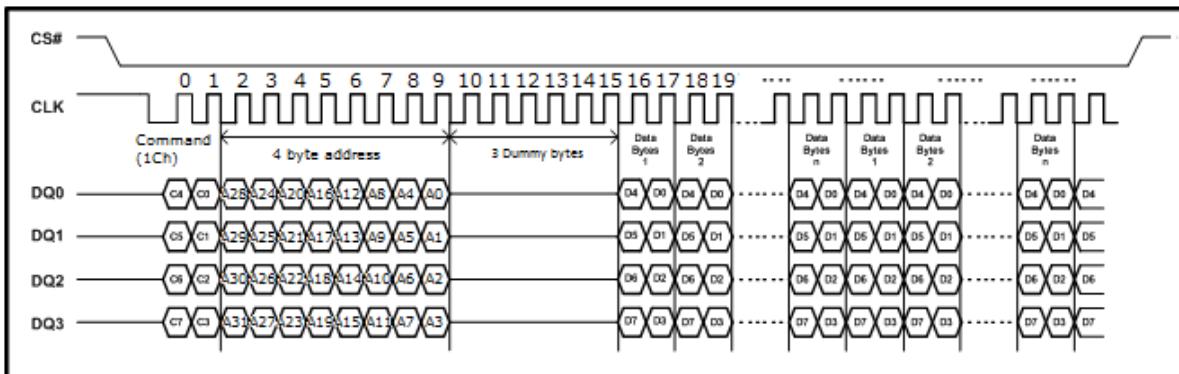 CS#
0 1 2 3 4 5 6 7 8 9 10 11 12 13 14 15 16 17 18 19
CLK
Command
(1Ch)
4 byte address
3 Dummy bytes
Data
Bytes
1
Data
Bytes
2
Data
Bytes
n
Data
Bytes
1
Data
Bytes
2
Data
Bytes
n
DQ0 C4 C0 A28 A24 A20 A16 A12 A8 A4 A0 D4 D0 D4 D0 D4 D0 D4 D0 D4 D0 D4 D0 D4
DQ1 C5 C1 A29 A25 A21 A17 A13 A9 A5 A1 D5 D1 D5 D1 D5 D1 D5 D1 D5 D1 D5 D1 D5
DQ2 C6 C2 A30 A26 A22 A18 A14 A10 A6 A2 D6 D2 D6 D2 D6 D2 D6 D2 D6 D2 D6 D2 D6
DQ3 C7 C3 A31 A27 A23 A19 A15 A11 A7 A3 D7 D3 D7 D3 D7 D3 D7 D3 D7 D3 D7 D3 D7